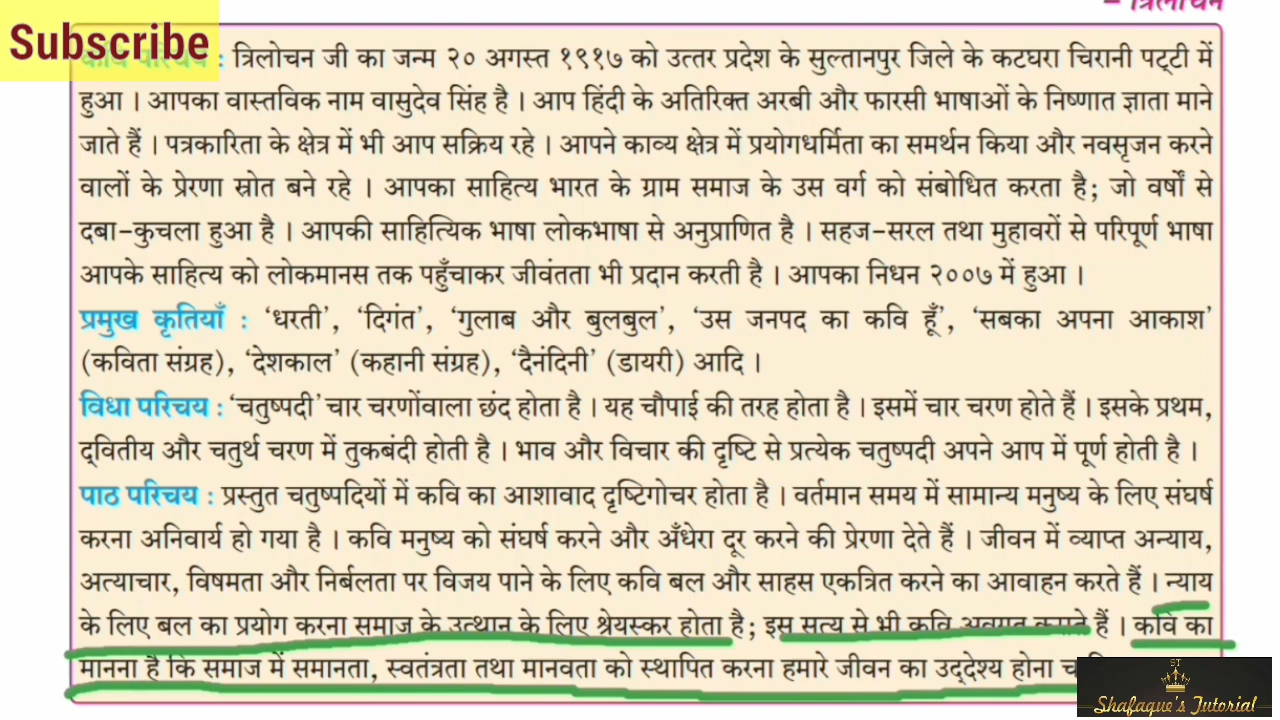 – त्रिलोचन
Subscribe
कवि परिचय : त्रिलोचन जी का जन्म २० अगस्त १९१७ को उत्तर प्रदेश के सुल्तानपुर जिले के कटघरा चिरानी पट्टी में
हुआ । आपका वास्तविक नाम वासुदेव सिंह है । आप हिंदी के अतिरिक्त अरबी और फारसी भाषाओं के निष्णात ज्ञाता माने
जाते हैं । पत्रकारिता के क्षेत्र में भी आप सक्रिय रहे । आपने काव्य क्षेत्र में प्रयोगधर्मिता का समर्थन किया और नवसृजन करने
वालों के प्रेरणा स्रोत बने रहे । आपका साहित्य भारत के ग्राम समाज के उस वर्ग को संबोधित करता है; जो वर्षों से
दबा-कुचला हुआ है । आपकी साहित्यिक भाषा लोकभाषा से अनुप्राणित है । सहज-सरल तथा मुहावरों से परिपूर्ण भाषा
आपके साहित्य को लोकमानस तक पहुँचाकर जीवंतता भी प्रदान करती है । आपका निधन २००७ में हुआ ।
प्रमुख कृतियाँ : ‘धरती’, ‘दिगंत’, ‘गुलाब और बुलबुल’, ‘उस जनपद का कवि हूँ’, ‘सबका अपना आकाश’
(कविता संग्रह), ‘देशकाल’ (कहानी संग्रह), ‘दैनंदिनी’ (डायरी) आदि ।
विधा परिचय : ‘चतुष्पदी’ चार चरणोंवाला छंद होता है । यह चौपाई की तरह होता है । इसमें चार चरण होते हैं । इसके प्रथम,
द्‌वितीय और चतुर्थ चरण में तुकबंदी होती है । भाव और विचार की दृष्टि से प्रत्येक चतुष्पदी अपने आप में पूर्ण होती है ।
पाठ परिचय : प्रस्तुत चतुष्पदियों में कवि का आशावाद दृष्टिगोचर होता है । वर्तमान समय में सामान्य मनुष्य के लिए संघर्ष
करना अनिवार्य हो गया है । कवि मनुष्य को संघर्ष करने और अँधेरा दूर करने की प्रेरणा देते हैं । जीवन में व्याप्त अन्याय,
अत्याचार, विषमता और निर्बलता पर विजय पाने के लिए कवि बल और साहस एकत्रित करने का आवाहन करते हैं । न्याय
के लिए बल का प्रयोग करना समाज के उत्थान के लिए श्रेयस्कर होता है; इस सत्य से भी कवि अवगत कराते हैं । कवि का
मानना है कि समाज में समानता, स्वतंत्रता तथा मानवता को स्थापित करना हमारे जीवन का उद्‌देश्य होना
ST
Shafaque's Tutorial